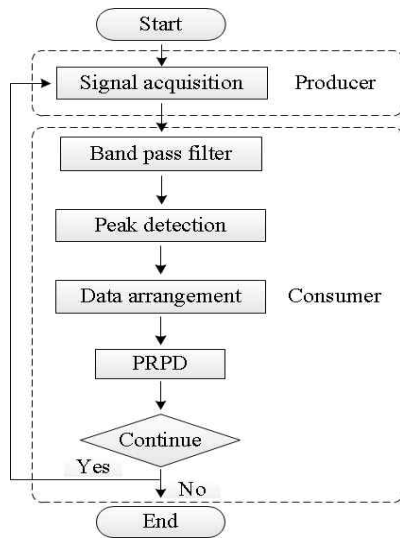 Start
Signal acquisition
Producer
Band pass filter
Peak detection
Data arrangement
Consumer
PRPD
Continue
Yes
No
End